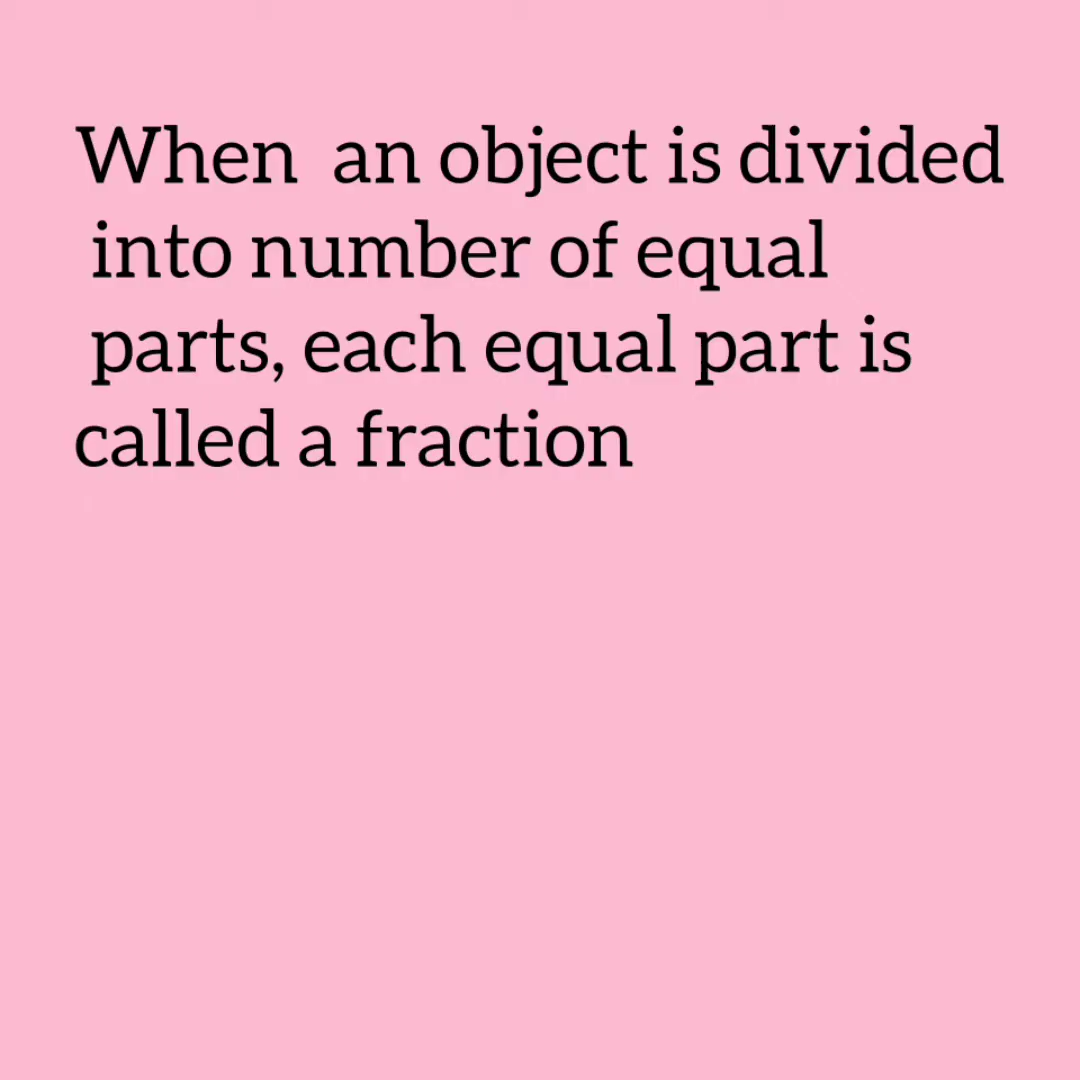 When an object is divided
into number of equal
parts, each equal part is
called a fraction